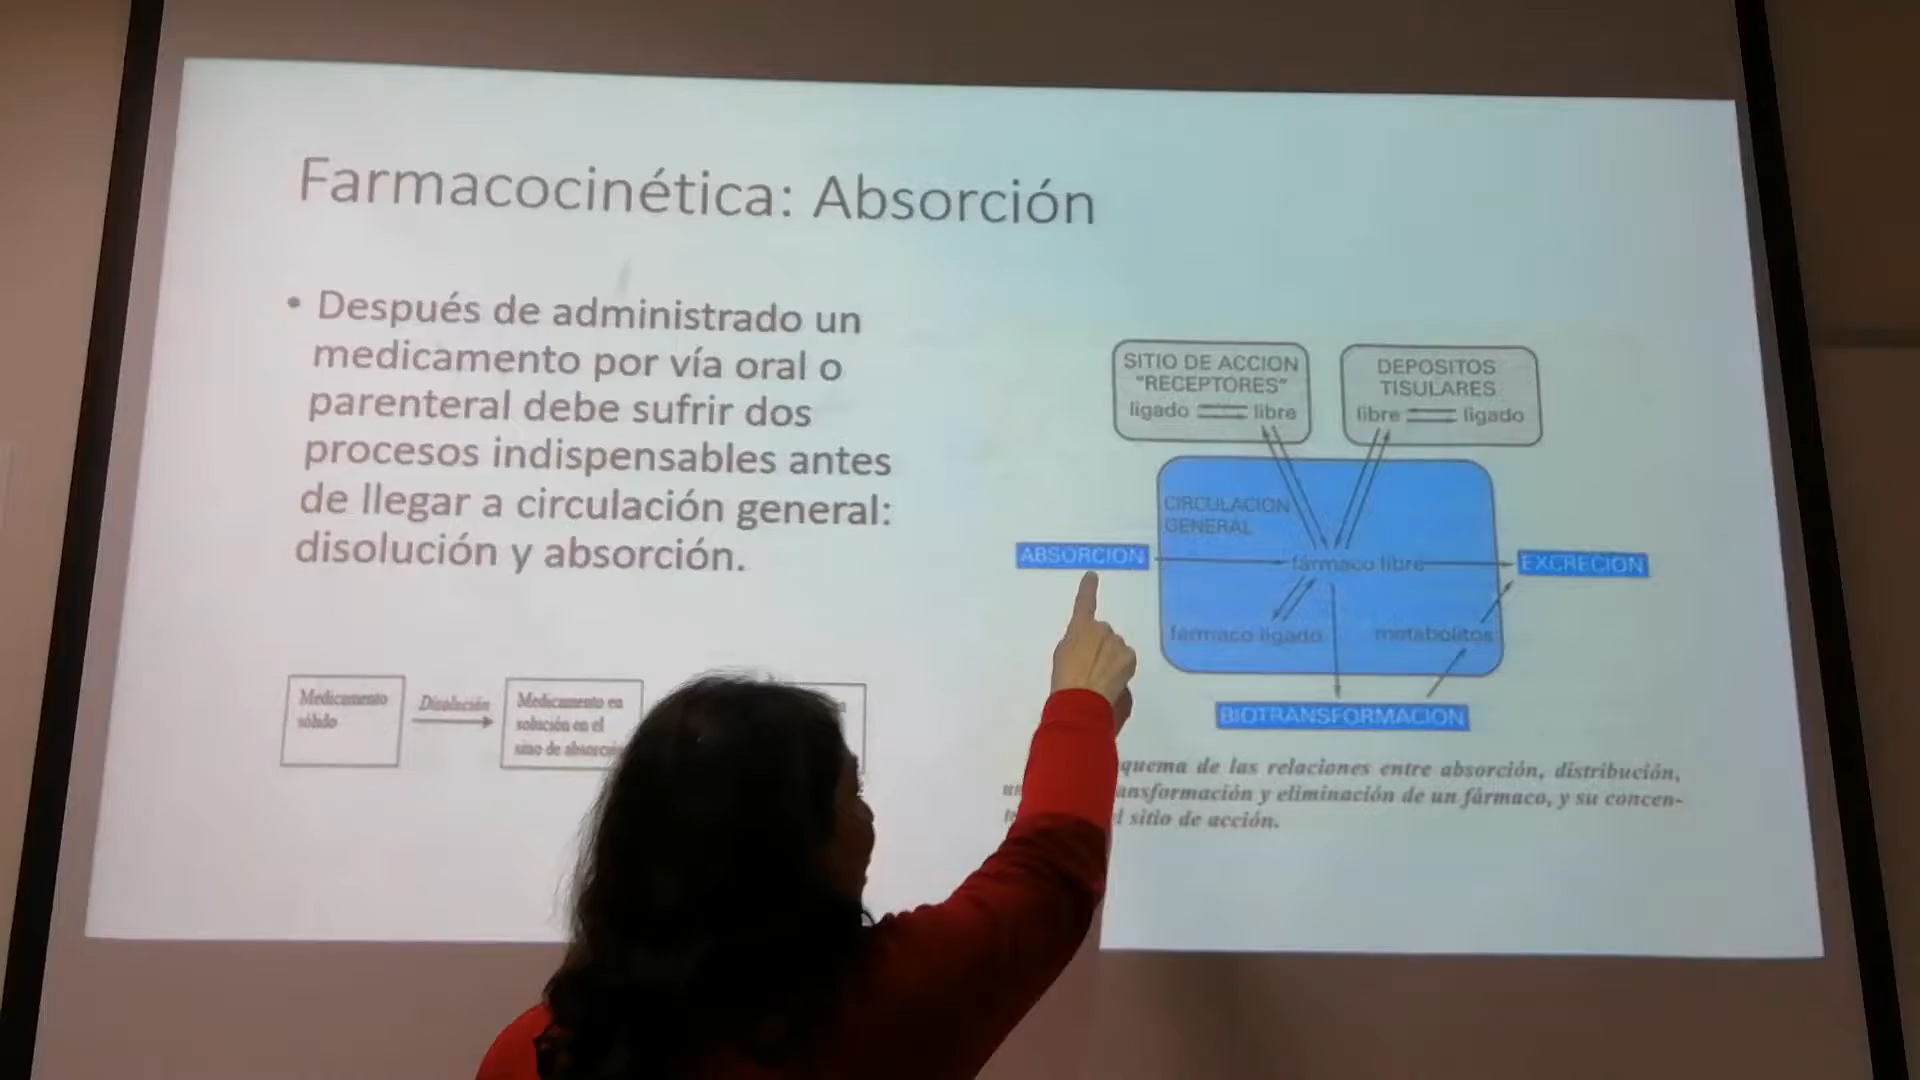 Farmacocinética: Absorción
• Después de administrado un
medicamento por vía oral o
parenteral debe sufrir dos
procesos indispensables antes
de llegar a circulación general:
disolución y absorción.
Medicamento
sólido
Disolución
Medicamento en
solución en el
sitio de
SITIO DE ACCION
"RECEPTORES"
ligado libre
DEPOSITOS
TISULARES
libre ligado
CIRCULACION
GENERAL
ABSORCION
fármaco libre
EXCRECION
fármaco ligado
metabolitos
BIOTRANSFORMACION
quema de las relaciones entre absorción, distribución,
ansformación y eliminación de un fármaco, y su concen-
l sitio de acción.